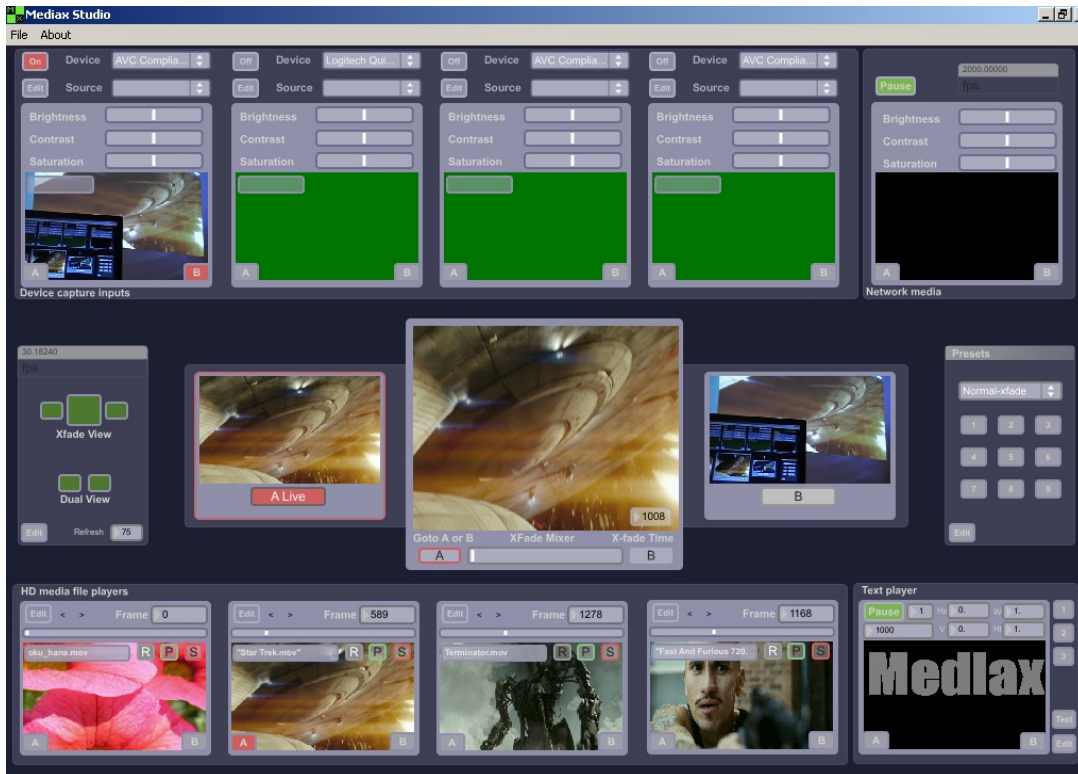 Mediax Studio
File About
On Device AVC Complia...
Edit Source
Brightness
Contrast
Saturation
A B
Off Device Logitech Qui...
Edit Source
Brightness
Contrast
Saturation
A B
Off Device AVC Complia...
Edit Source
Brightness
Contrast
Saturation
A B
Off Device AVC Complia...
Edit Source
Brightness
Contrast
Saturation
A B
Device capture inputs
2000.00000
Pause fps
Brightness
Contrast
Saturation
A B
Network media
30.18240
fps
Xfade View
Dual View
Edit Refresh 75
A Live
1008
Goto A or B XFade Mixer X-fade Time
A B
B
Presets
Normal-xfade
1 2 3
4 5 6
7 8 9
Edit
HD media file players
Edit < > Frame 0
oku_hana.mov R P S
A B
Edit < > Frame 589
"Star Trek.mov" R P S
A B
Edit < > Frame 1278
Terminator.mov R P S
A B
Edit < > Frame 1168
"Fast And Furious 720. R P S
A B
Text player
Pause 1 Hz 0. W 1.
1000 V 0. Ht 1.
1
2
3
Mediax
Text
A B Edit